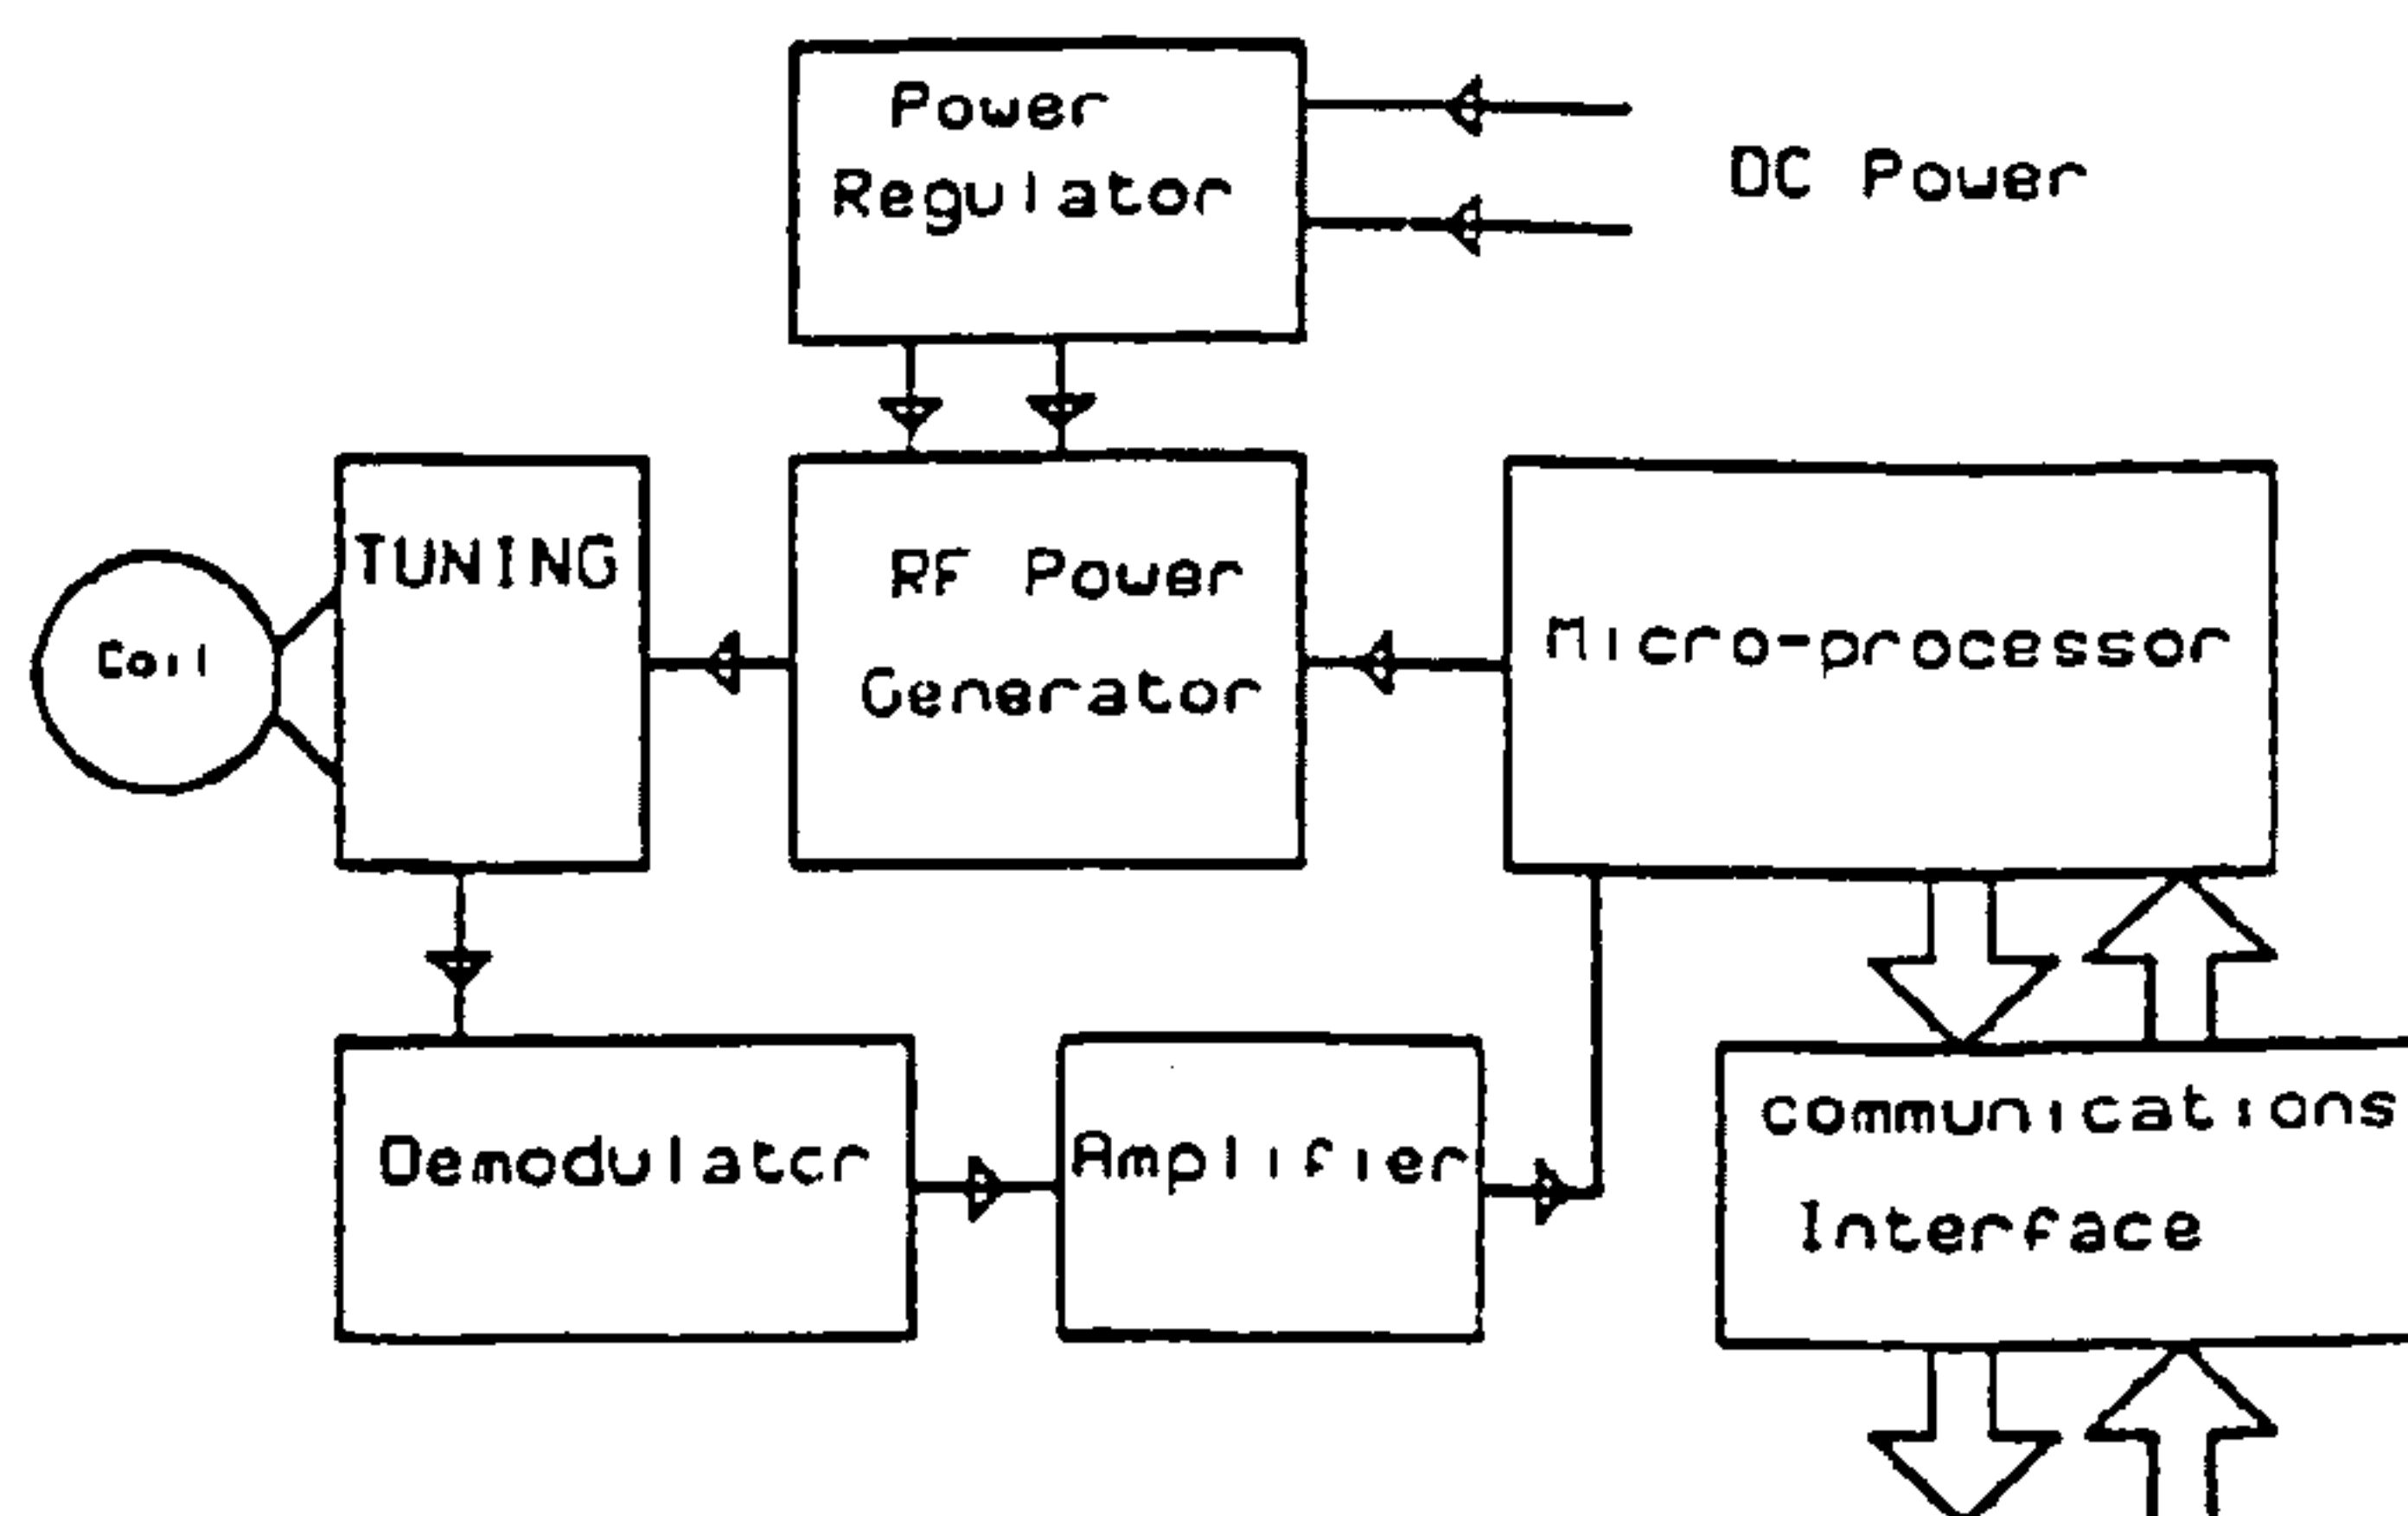 Power
Regulator
DC Power
TUNING
RF Power
Generator
Coil
Micro-processor
Demodulator
Amplifier
communications
Interface